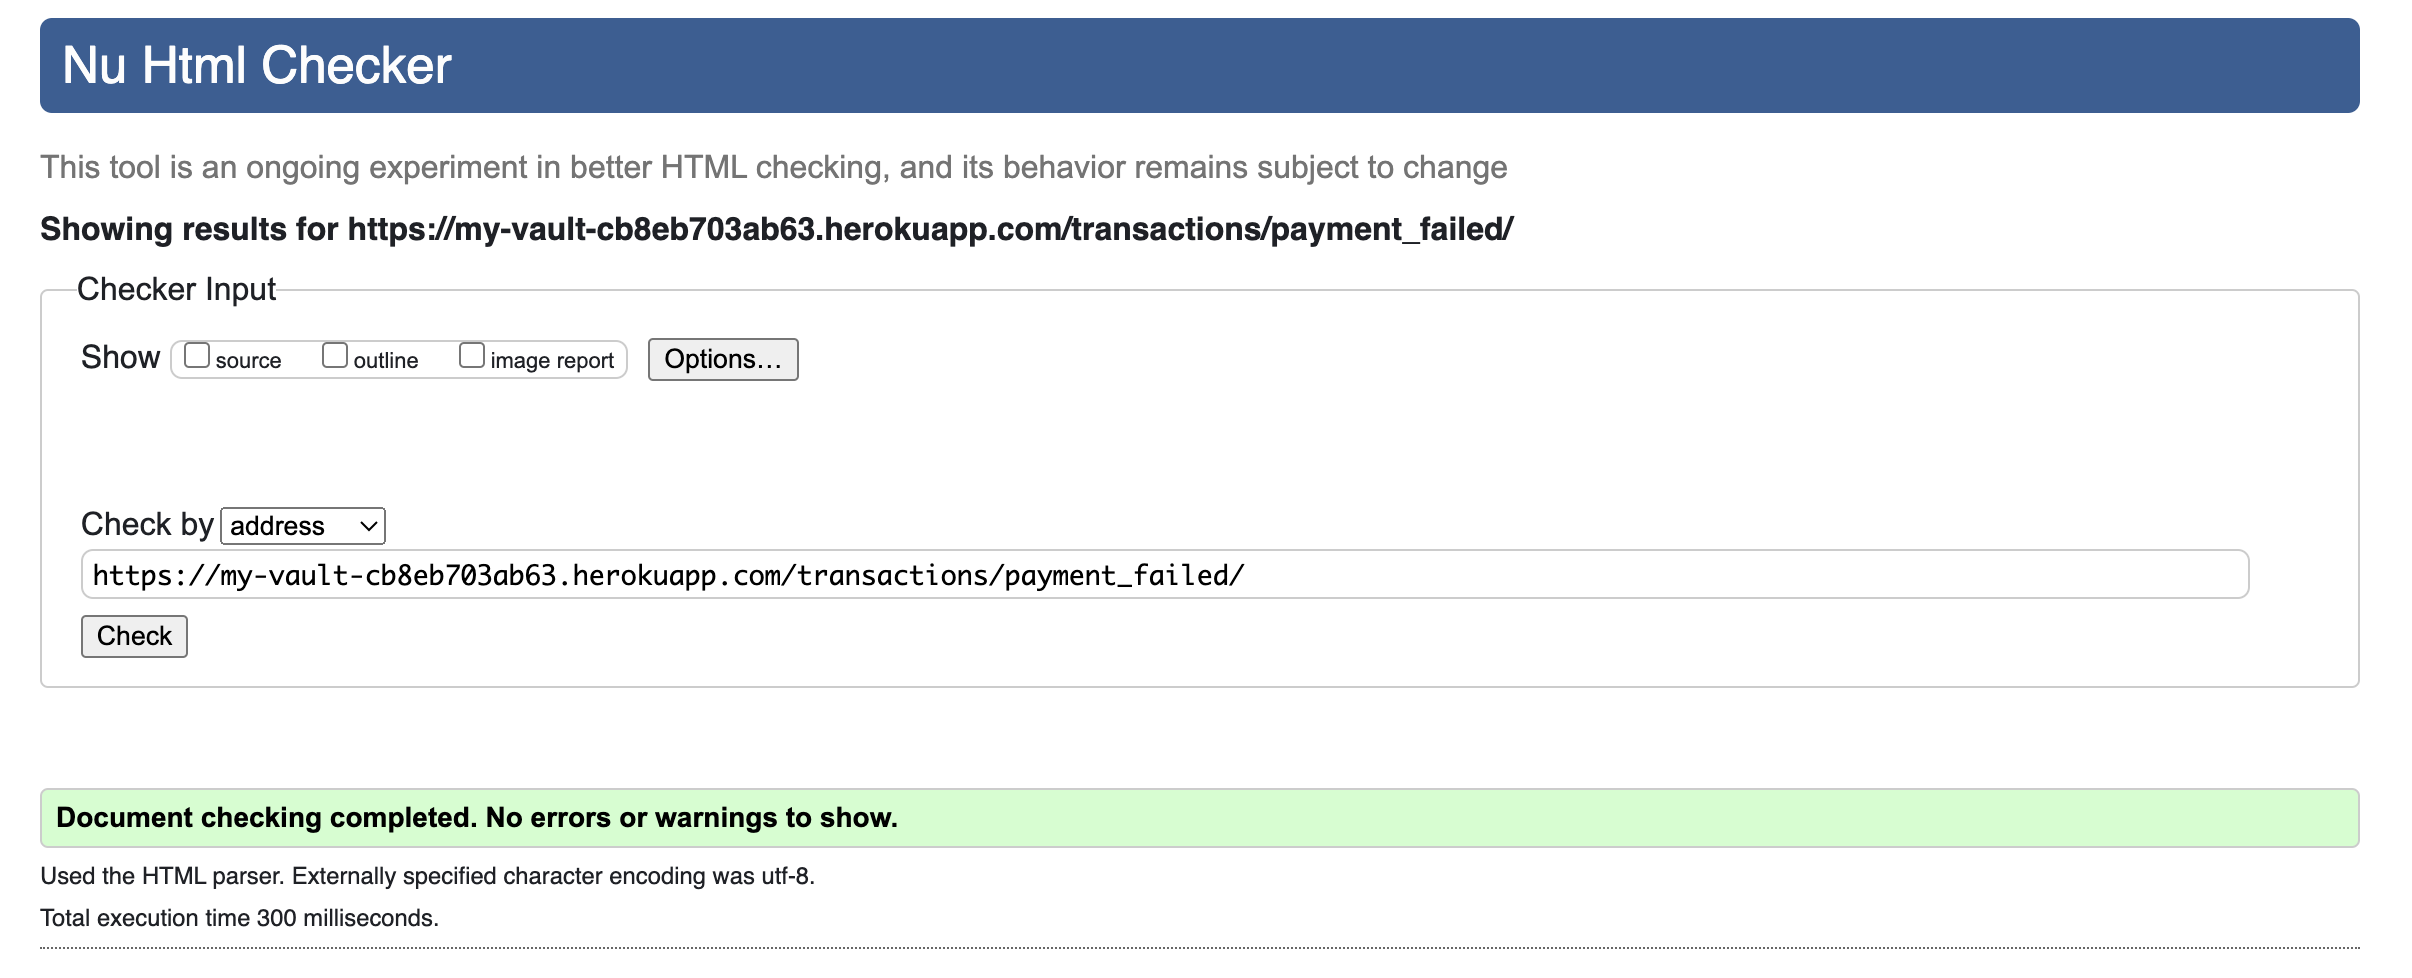 Nu Html Checker
This tool is an ongoing experiment in better HTML checking, and its behavior remains subject to change
Showing results for https://my-vault-cb8eb703ab63.herokuapp.com/transactions/payment_failed/
Checker Input
Show source outline image report Options...
Check by address
https://my-vault-cb8eb703ab63.herokuapp.com/transactions/payment_failed/
Check
Document checking completed. No errors or warnings to show.
Used the HTML parser. Externally specified character encoding was utf-8.
Total execution time 300 milliseconds.